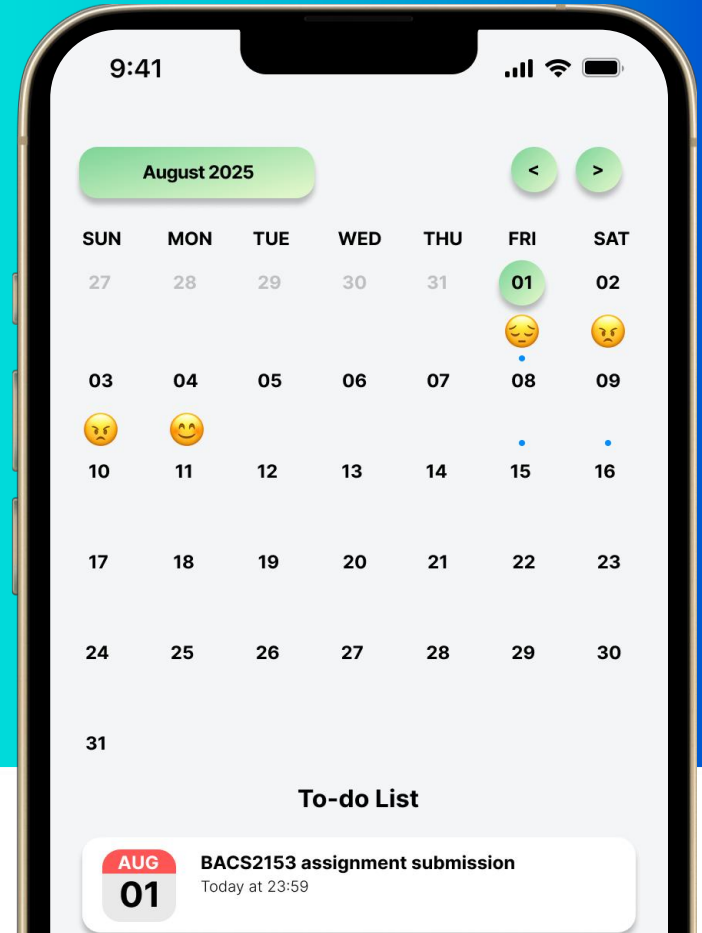 9:41
August 2025 < >
SUN MON TUE WED THU FRI SAT
27 28 29 30 31 01 02
03 04 05 06 07 08 09
10 11 12 13 14 15 16
17 18 19 20 21 22 23
24 25 26 27 28 29 30
31
To-do List
AUG
01
BACS2153 assignment submission
Today at 23:59